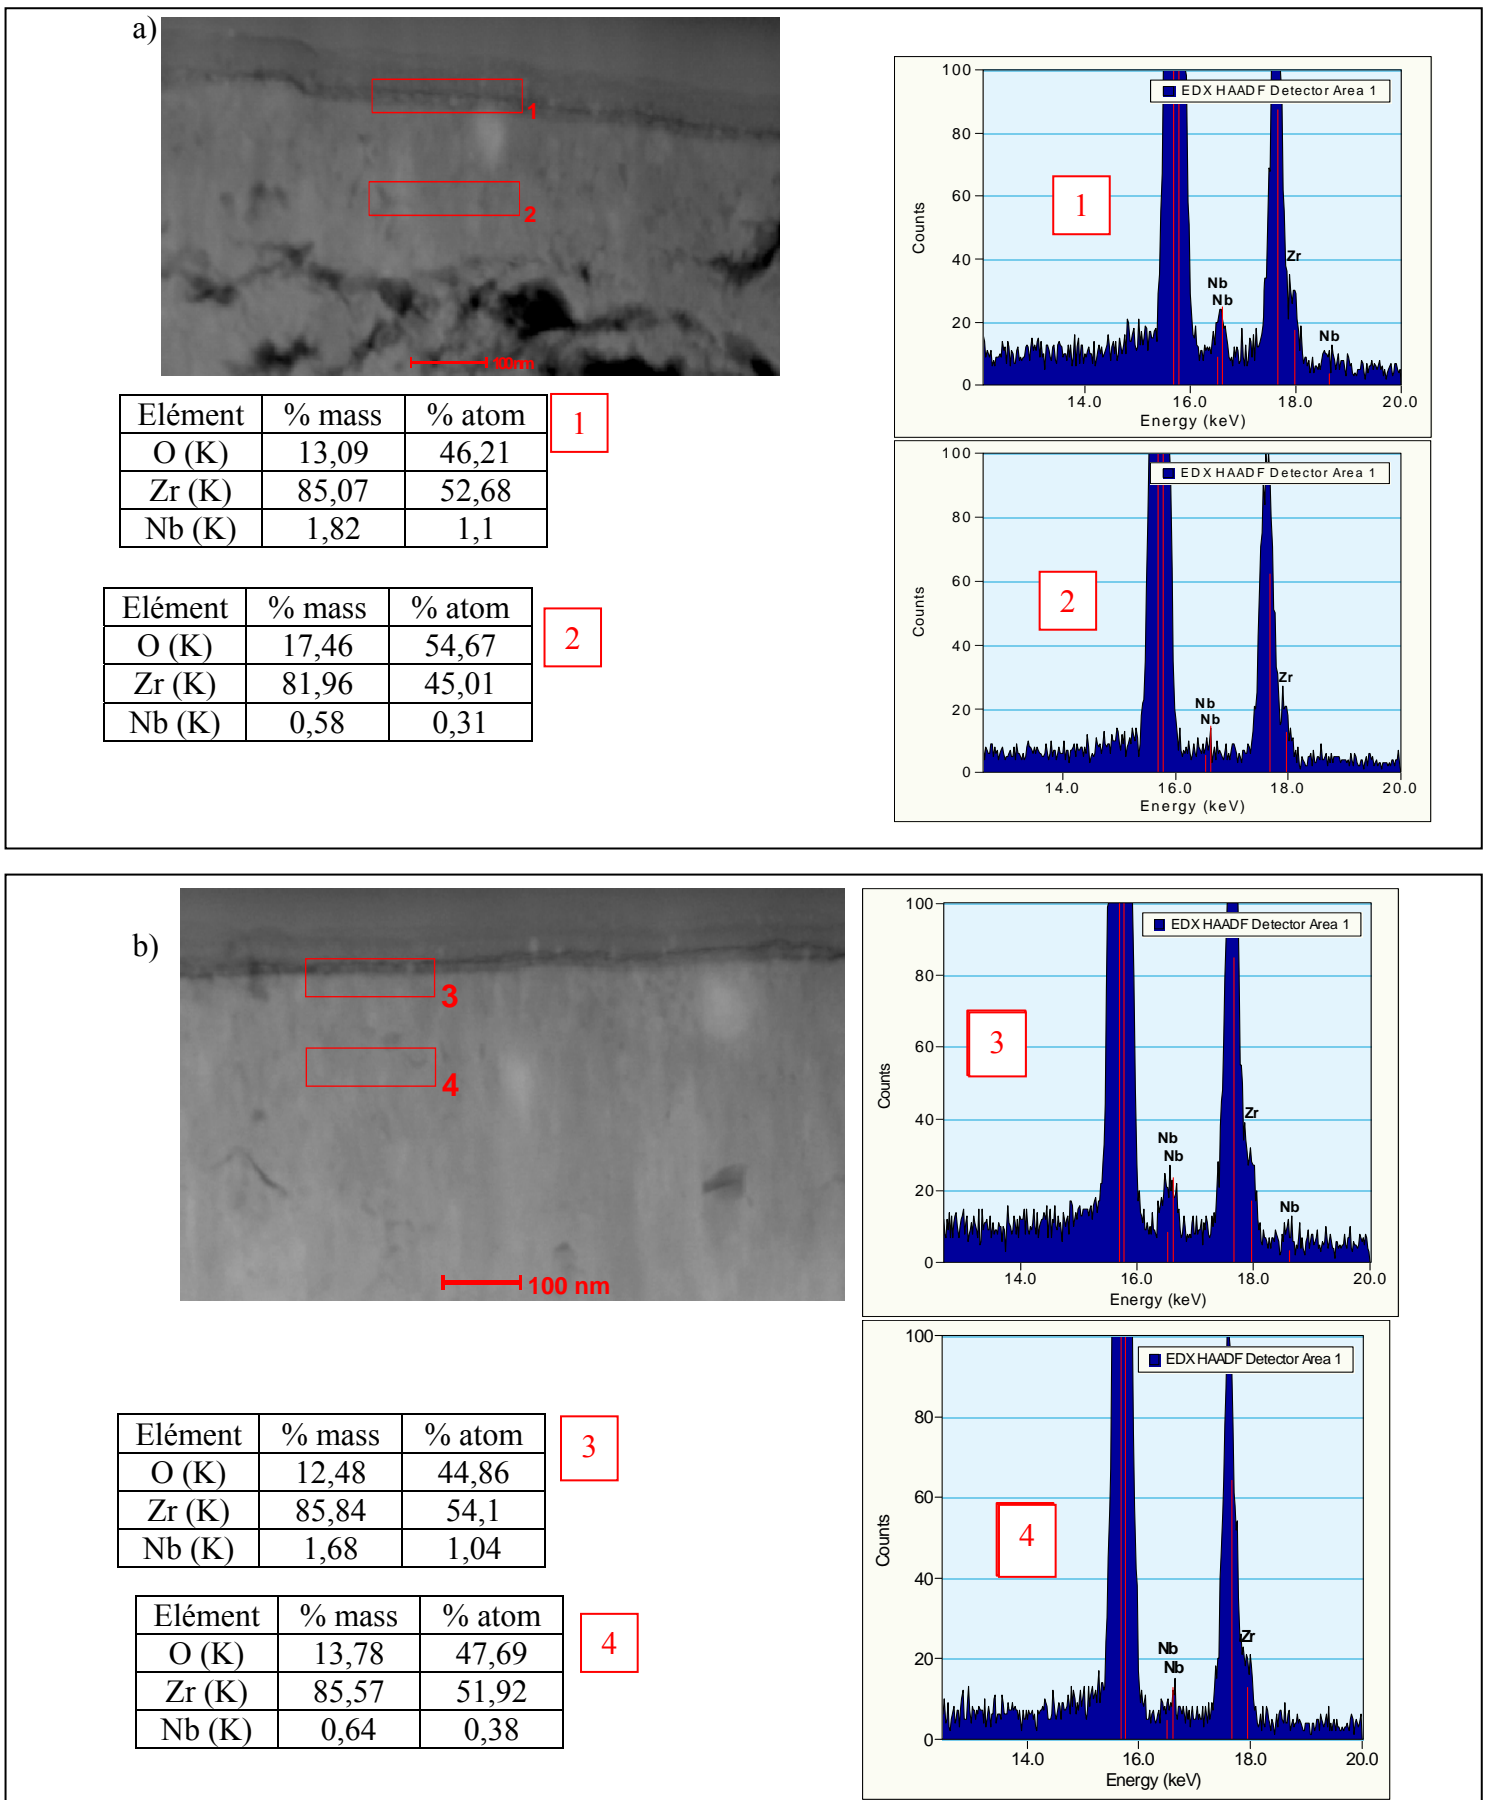 a)
1
2
100nm
Elément % mass % atom
O (K) 13,09 46,21
Zr (K) 85,07 52,68
Nb (K) 1,82 1,1
1
Elément % mass % atom
O (K) 17,46 54,67
Zr (K) 81,96 45,01
Nb (K) 0,58 0,31
2
100
80
60
40
20
0
Counts
EDX HAADF Detector Area 1
1
Nb
Nb
Zr
Nb
14.0 16.0 18.0 20.0
Energy (keV)
100
80
60
40
20
0
Counts
EDX HAADF Detector Area 1
2
Nb
Nb
Zr
14.0 16.0 18.0 20.0
Energy (keV)
b)
3
4
100 nm
100
80
60
40
20
0
Counts
EDX HAADF Detector Area 1
3
Nb
Nb
Zr
Nb
14.0 16.0 18.0 20.0
Energy (keV)
100
80
60
40
20
0
Counts
EDX HAADF Detector Area 1
4
Nb
Nb
Zr
14.0 16.0 18.0 20.0
Energy (keV)
Elément % mass % atom
O (K) 12,48 44,86
Zr (K) 85,84 54,1
Nb (K) 1,68 1,04
3
Elément % mass % atom
O (K) 13,78 47,69
Zr (K) 85,57 51,92
Nb (K) 0,64 0,38
4